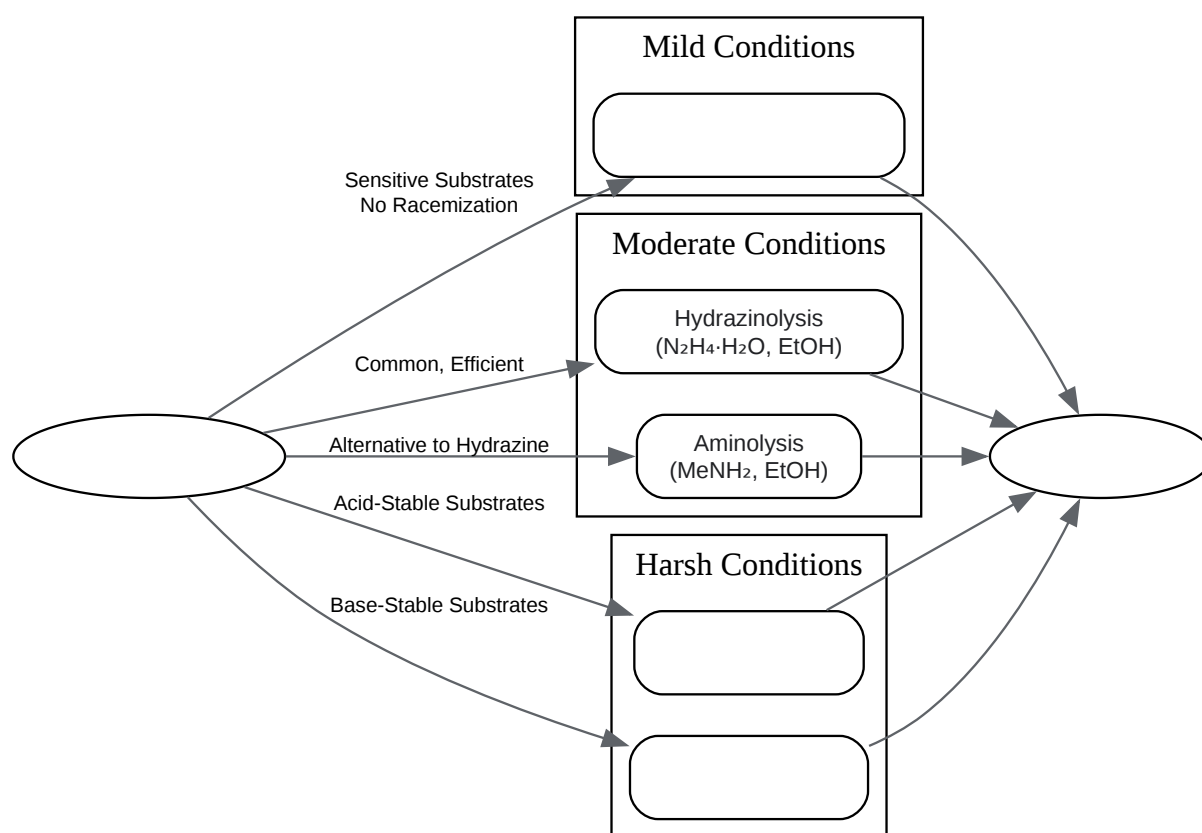 Mild Conditions
Sensitive Substrates
No Racemization
Moderate Conditions
Hydrazinolysis
(N₂H₄·H₂O, EtOH)
Common, Efficient
Alternative to Hydrazine
Aminolysis
(MeNH₂, EtOH)
Acid-Stable Substrates
Harsh Conditions
Base-Stable Substrates